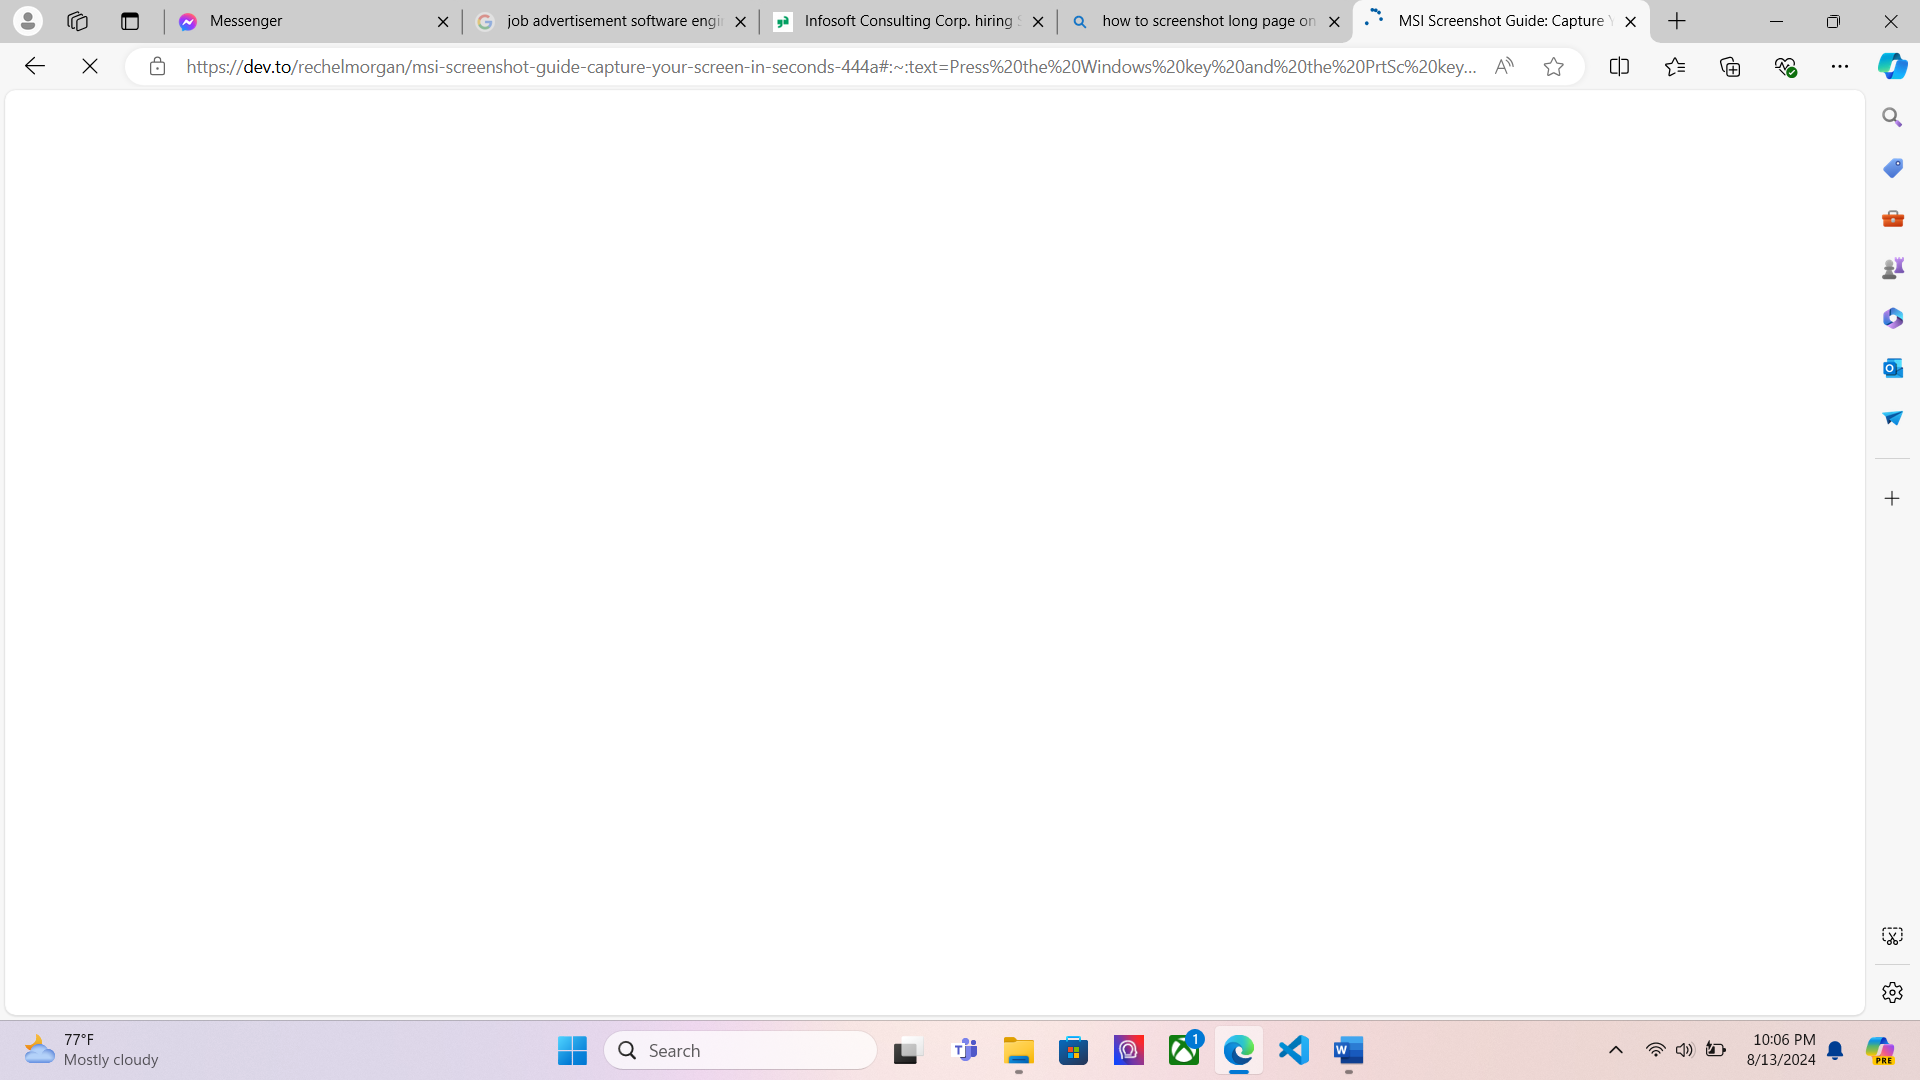 Messenger
job advertisement software engi
Infosoft Consulting Corp. hiring S
how to screenshot long page on
MSI Screenshot Guide: Capture Y
https://dev.to/rechelmorgan/msi-screenshot-guide-capture-your-screen-in-seconds-444a#:~:text=Press%20the%20Windows%20key%20and%20the%20PrtSc%20key...
77°F
Mostly cloudy
Search
1
10:06 PM
8/13/2024
PRE